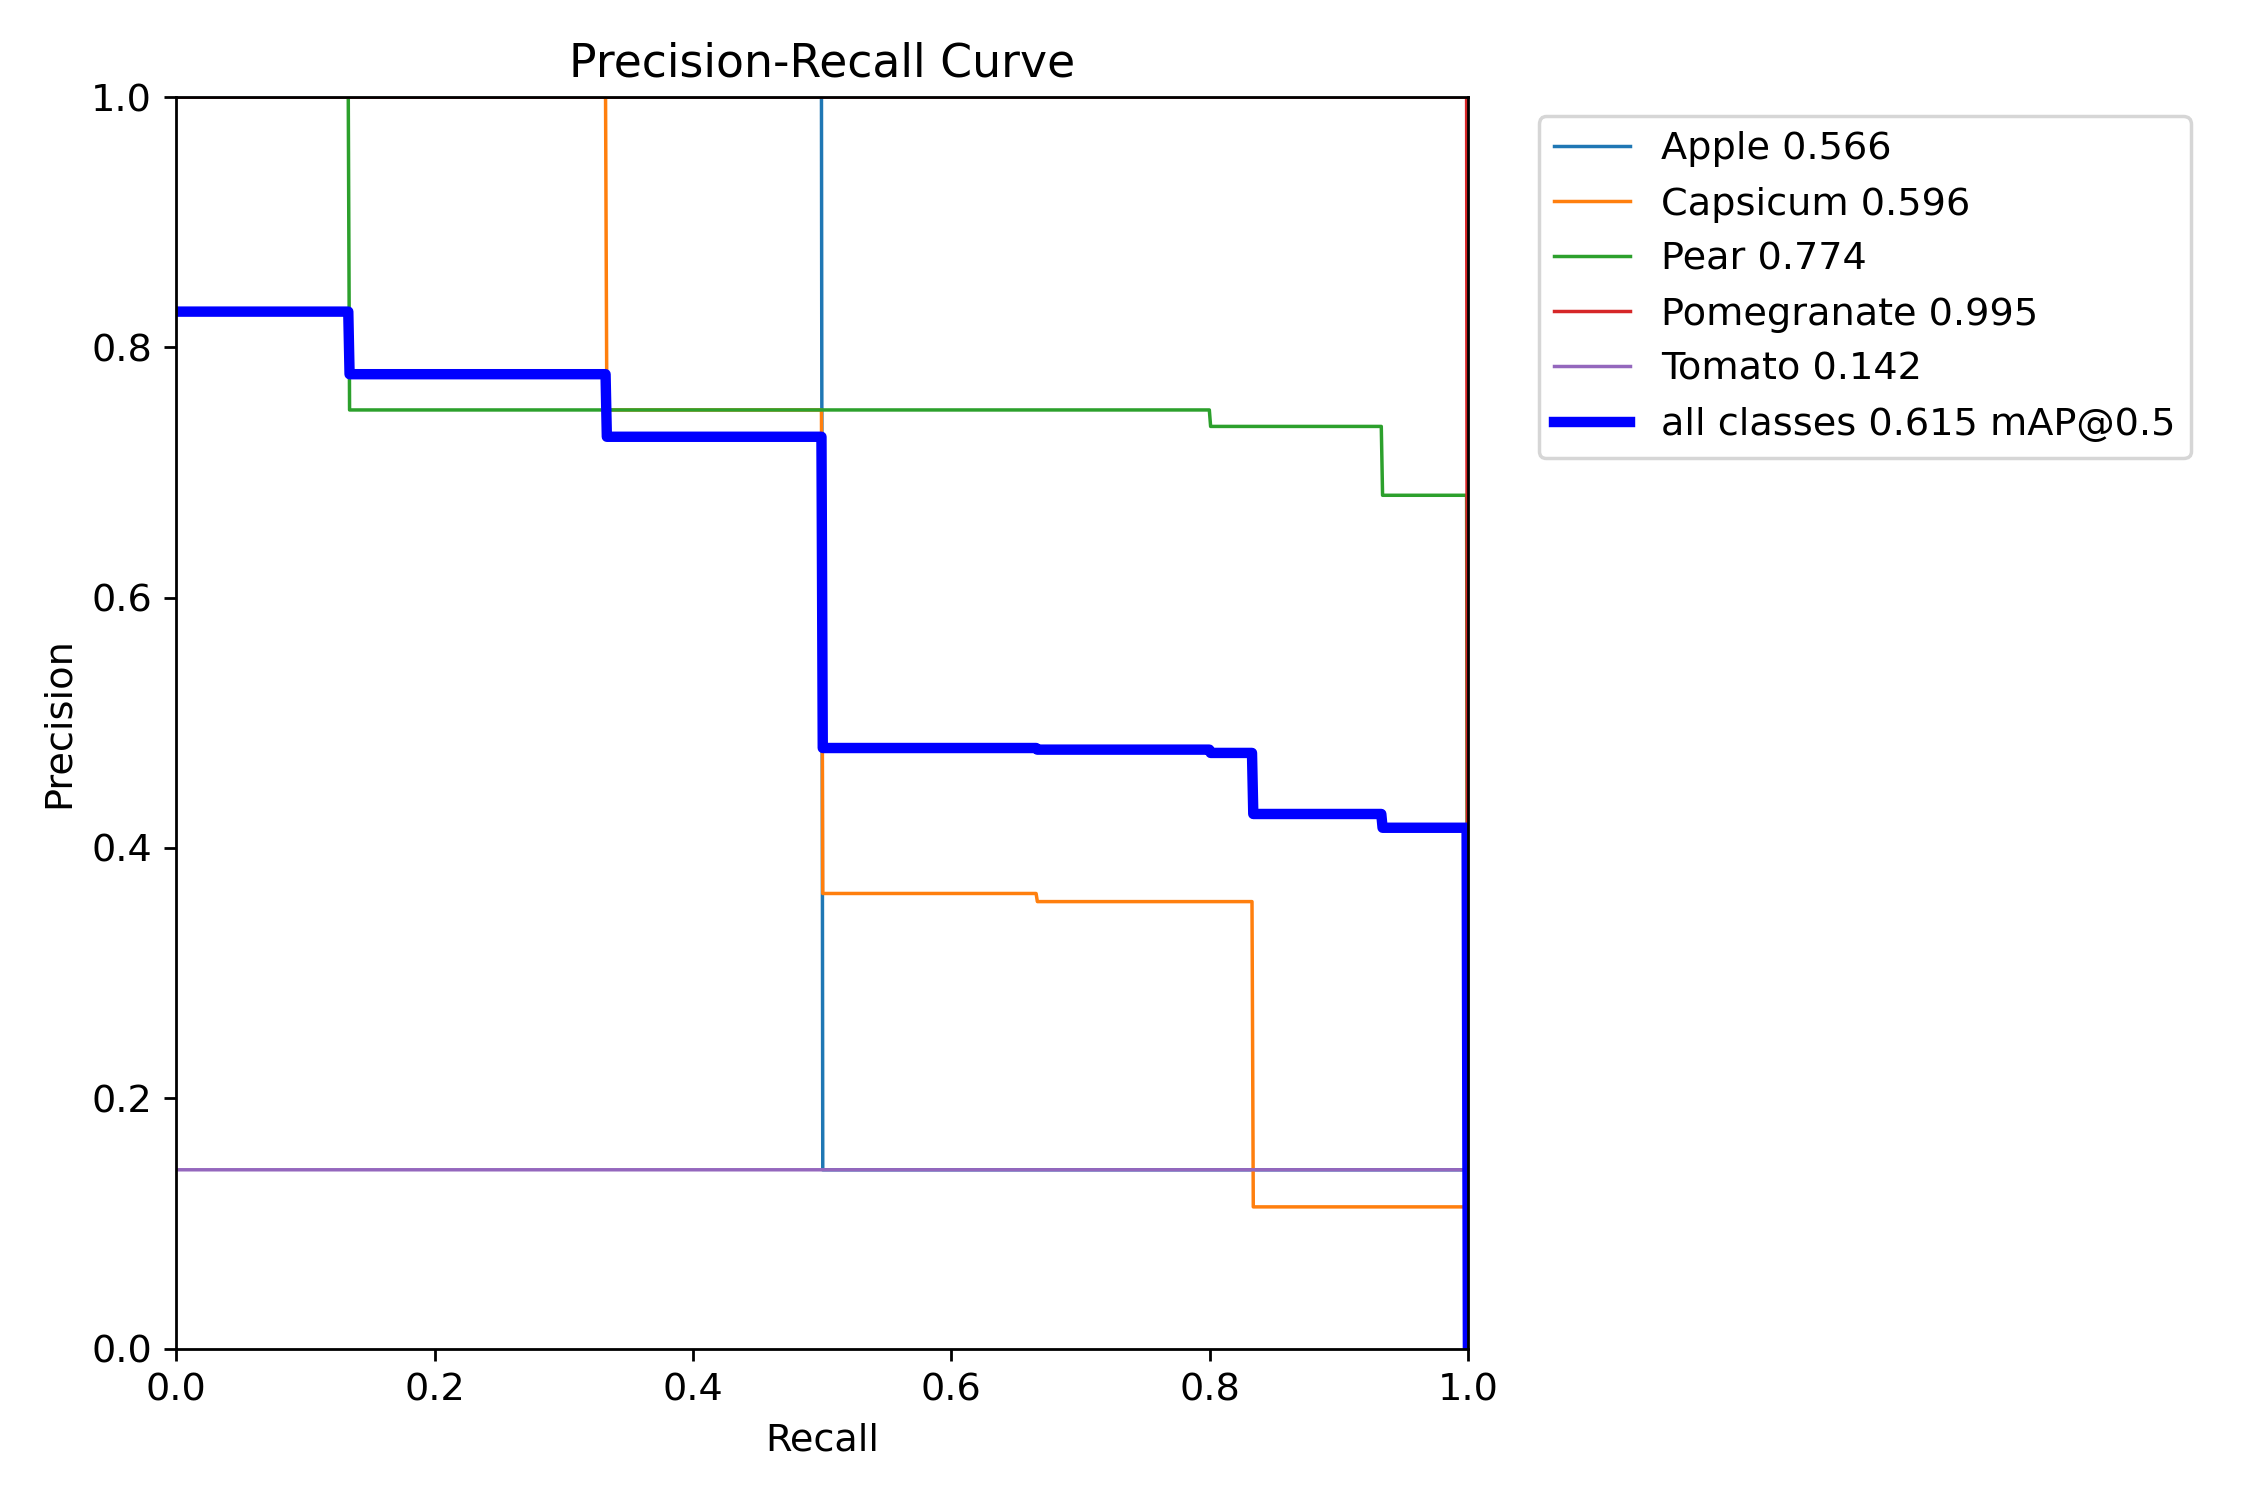 Precision-Recall Curve
1.0
0.8
0.6
0.4
0.2
0.0
Precision
0.0 0.2 0.4 0.6 0.8 1.0
Recall
Apple 0.566
Capsicum 0.596
Pear 0.774
Pomegranate 0.995
Tomato 0.142
all classes 0.615 mAP@0.5